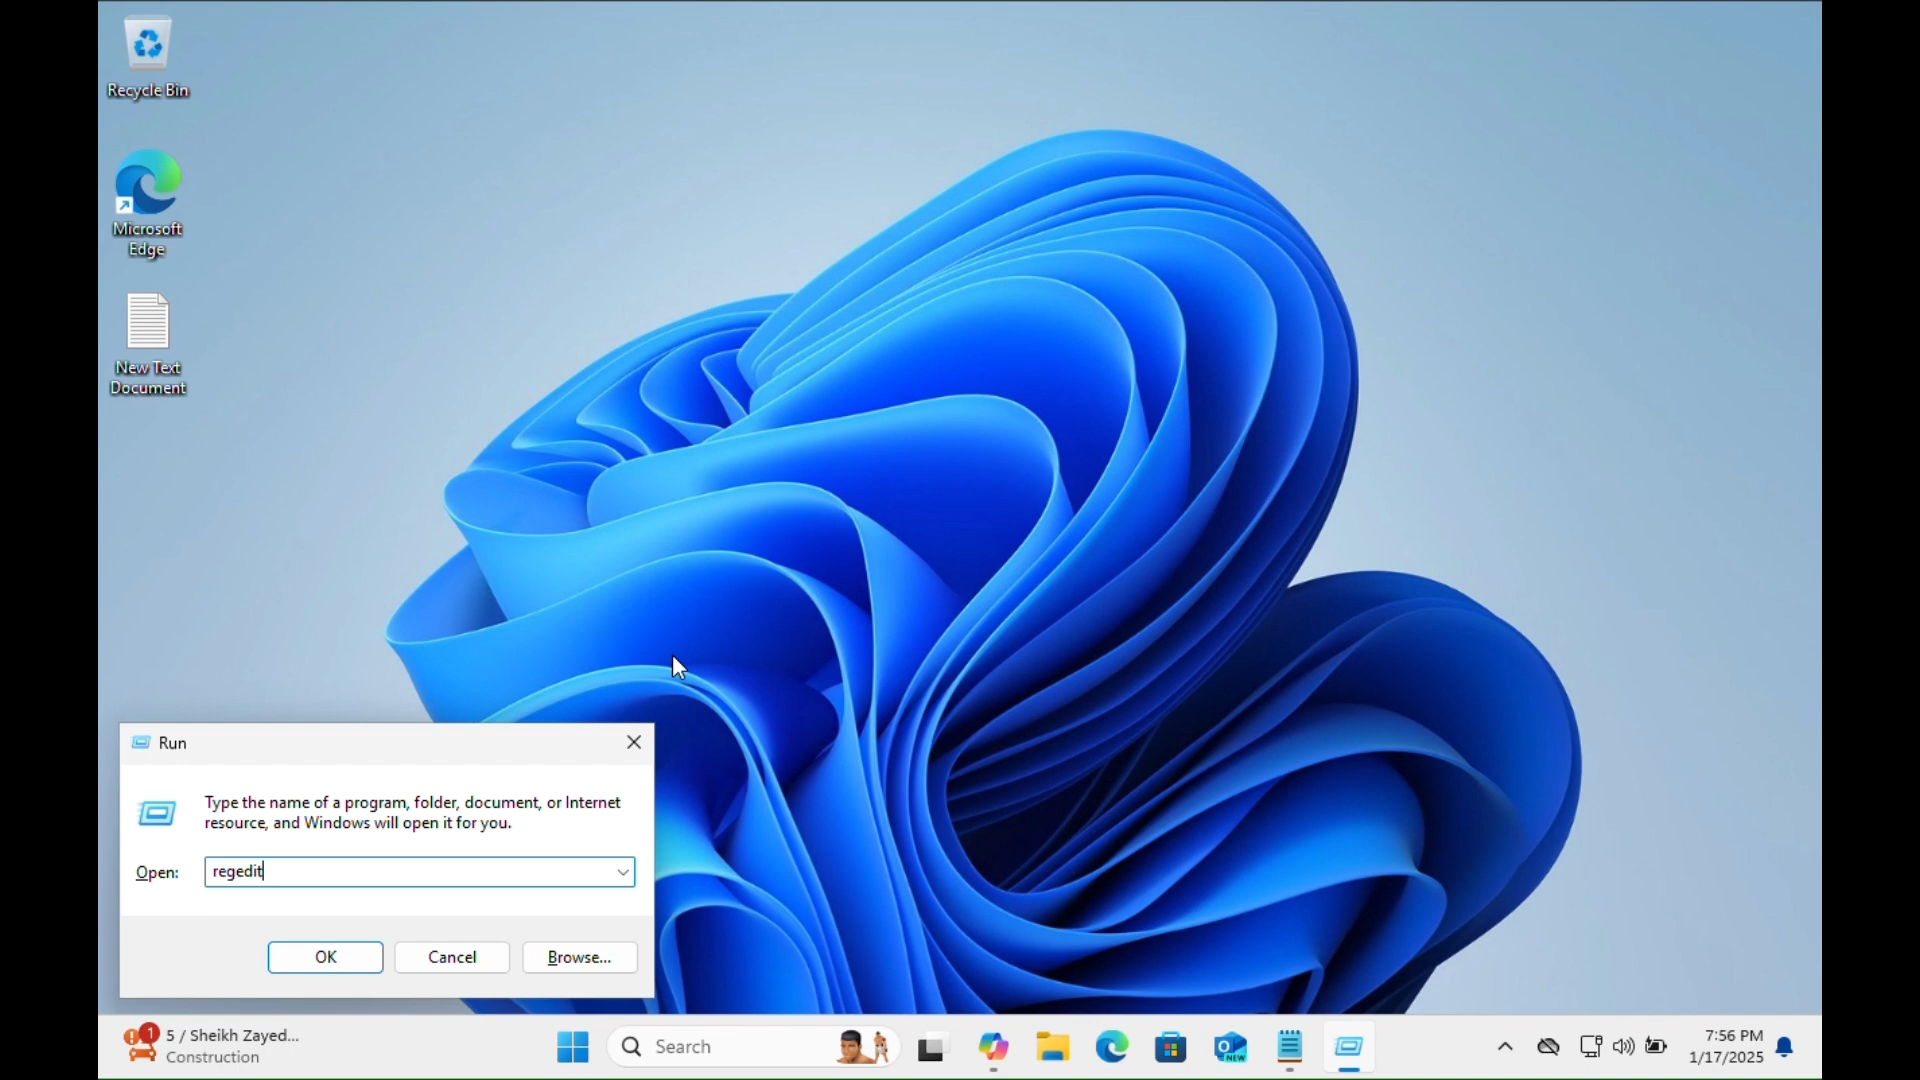 Recycle Bin
Microsoft
Edge
New Text
Document
Run
Type the name of a program, folder, document, or Internet
resource, and Windows will open it for you.
Open:
regedit
OK
Cancel
Browse...
1
5 / Sheikh Zayed...
Construction
Search
NEW
7:56 PM
1/17/2025